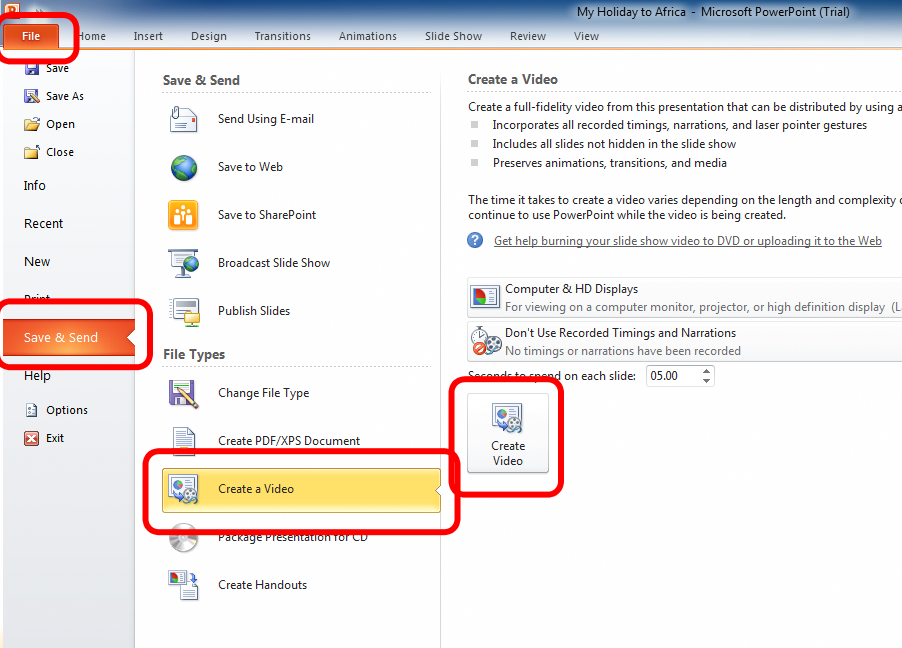 My Holiday to Africa - Microsoft PowerPoint (Trial)
File Home Insert Design Transitions Animations Slide Show Review View
Save
Save As
Open
Close
Info
Recent
New
Print
Save & Send
Help
Options
Exit
Save & Send
Send Using E-mail
Save to Web
Save to SharePoint
Broadcast Slide Show
Publish Slides
File Types
Change File Type
Create PDF/XPS Document
Create a Video
Package Presentation for CD
Create Handouts
Create a Video
Create a full-fidelity video from this presentation that can be distributed by using a
Incorporates all recorded timings, narrations, and laser pointer gestures
Includes all slides not hidden in the slide show
Preserves animations, transitions, and media
The time it takes to create a video varies depending on the length and complexity
continue to use PowerPoint while the video is being created.
Get help burning your slide show video to DVD or uploading it to the Web
Computer & HD Displays
For viewing on a computer monitor, projector, or high definition display (L
Don't Use Recorded Timings and Narrations
No timings or narrations have been recorded
Seconds to spend on each slide: 05.00
Create
Video